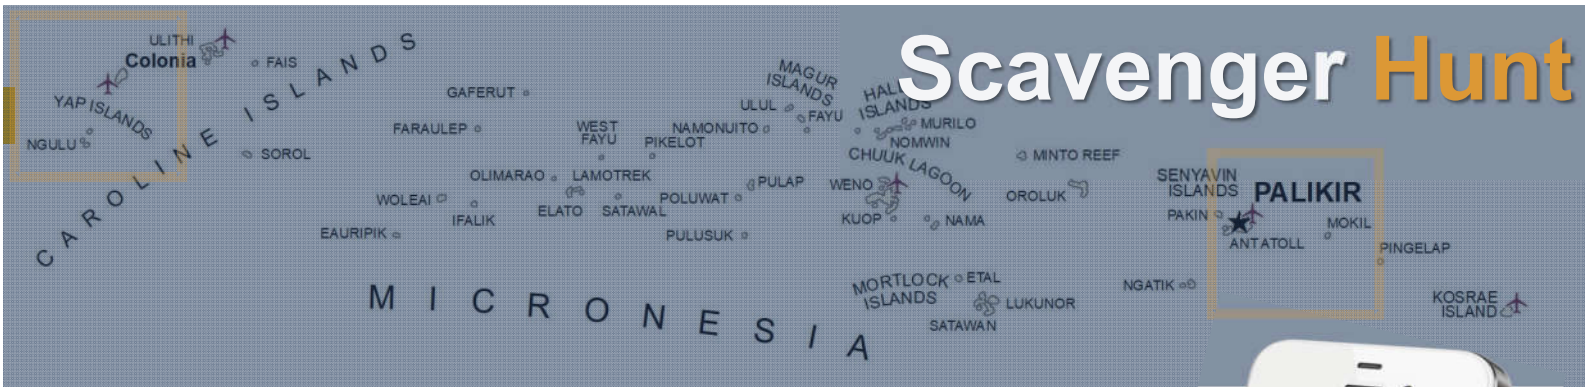 Scavenger Hunt
ULITHI
Colonia
FAIS
YAP ISLANDS
NGULU
SOROL
CAROLINE ISLANDS
GAFERUT
FARAULEP
WEST
FAYU
PIKELOT
OLIMARAO
LAMOTREK
WOLEAI
IFALIK
ELATO
SATAWAL
EAURIPIK
MAGUR
ISLANDS
ULUL
FAYU
NAMONUITO
PULAP
POLUWAT
PULUSUK
ISLANDS
MURILO
NOMWIN
CHUUK LAGOON
WENO
KUOP
NAMA
MINTO REEF
OROLUK
MORTLOCK
ISLANDS
ETAL
LUKUNOR
SATAWAN
SENYAVIN
ISLANDS
PALIKIR
PAKIN
MOKIL
ANT ATOLL
PINGELAP
NGATIK
KOSRAE
ISLAND
MICRONESIA